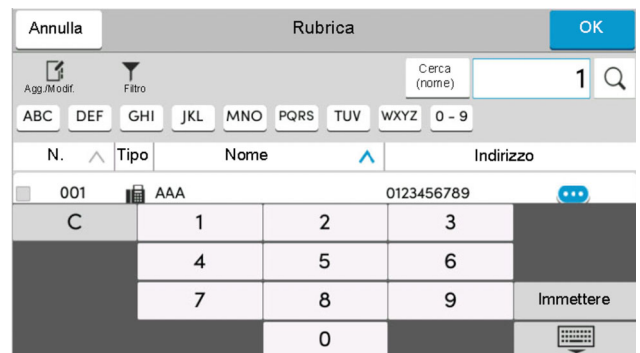 Annulla Rubrica OK
Agg./Modif. Filtro Cerca (nome) 1
ABC DEF GHI JKL MNO PQRS TUV WXYZ 0 - 9
N. Tipo Nome Indirizzo
001 AAA 0123456789
C 1 2 3
4 5 6
7 8 9 Immettere
0